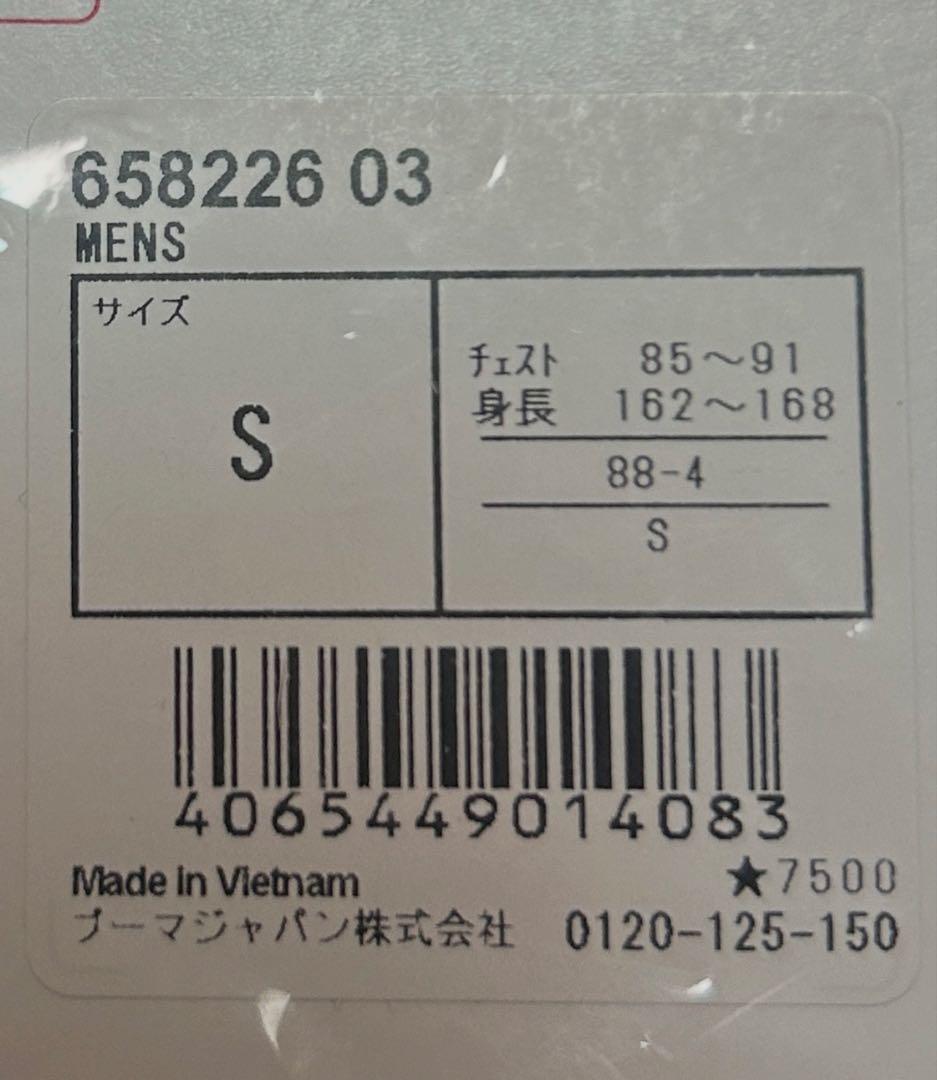 658226 03
MENS
サイズ
S
チェスト 85～91
身長 162～168
88-4
S
4065449014083
Made in Vietnam
★7500
プーマジャパン株式会社 0120-125-150